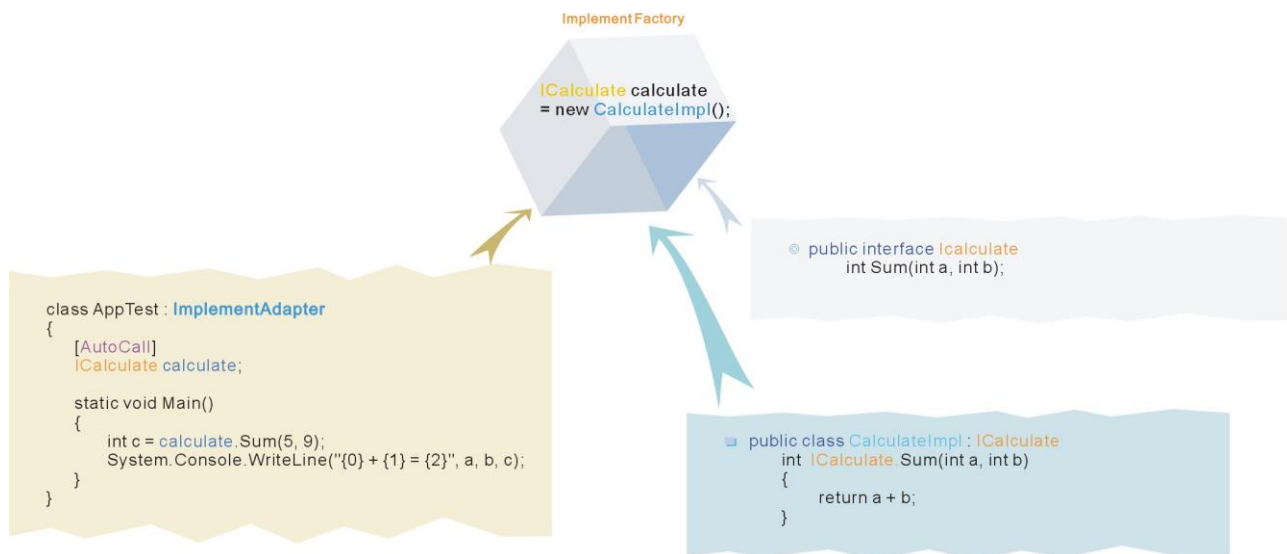 ImplementFactory
ICalculate calculate
= new CalculateImpl();
public interface Icalculate
int Sum(int a, int b);
class AppTest : ImplementAdapter
{
[AutoCall]
ICalculate calculate;
static void Main()
{
int c = calculate.Sum(5, 9);
System.Console.WriteLine("{0} + {1} = {2}", a, b, c);
}
}
public class CalculateImpl : ICalculate
int ICalculate.Sum(int a, int b)
{
return a + b;
}